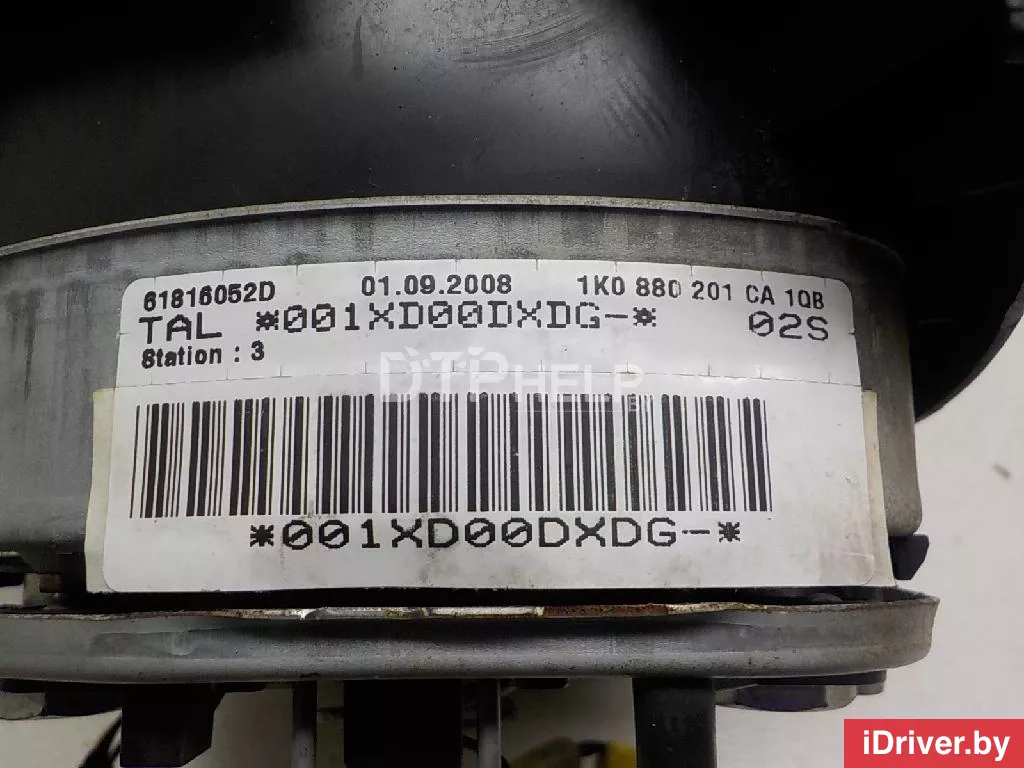 61816052D 01.09.2008 1K0 880 201 CA 1QB
TAL *001XD00DXDG-* 02S
Station : 3
DTPHELP
*001XD00DXDG-*
iDriver.by